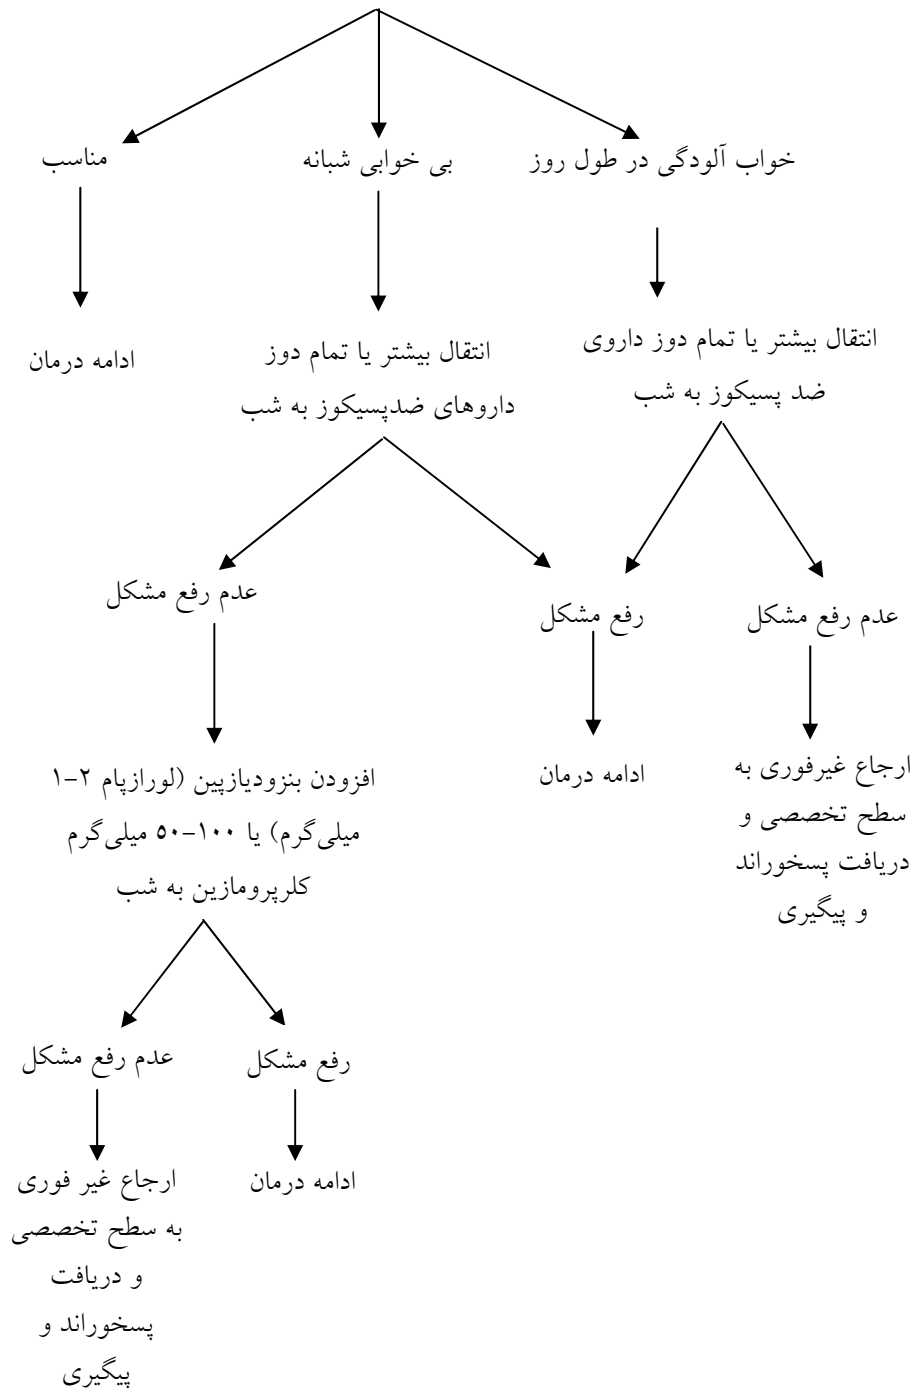 خواب آلودگی در طول روز
بی خوابی شبانه
مناسب
انتقال بیشتر یا تمام دوز داروی
ضد پسیکوز به شب
انتقال بیشتر یا تمام دوز
داروهای ضدپسیکوز به شب
ادامه درمان
عدم رفع مشکل
رفع مشکل
عدم رفع مشکل
ارجاع غیرفوری به
سطح تخصصی و
دریافت پسخوراند
و پیگیری
ادامه درمان
افزودن بنزودیازپین (لورازپام ۲-۱
میلی‌گرم) یا ۱۰۰-۵۰ میلی‌گرم
کلرپرومازین به شب
رفع مشکل
عدم رفع مشکل
ادامه درمان
ارجاع غیر فوری
به سطح تخصصی
و دریافت
پسخوراند و
پیگیری